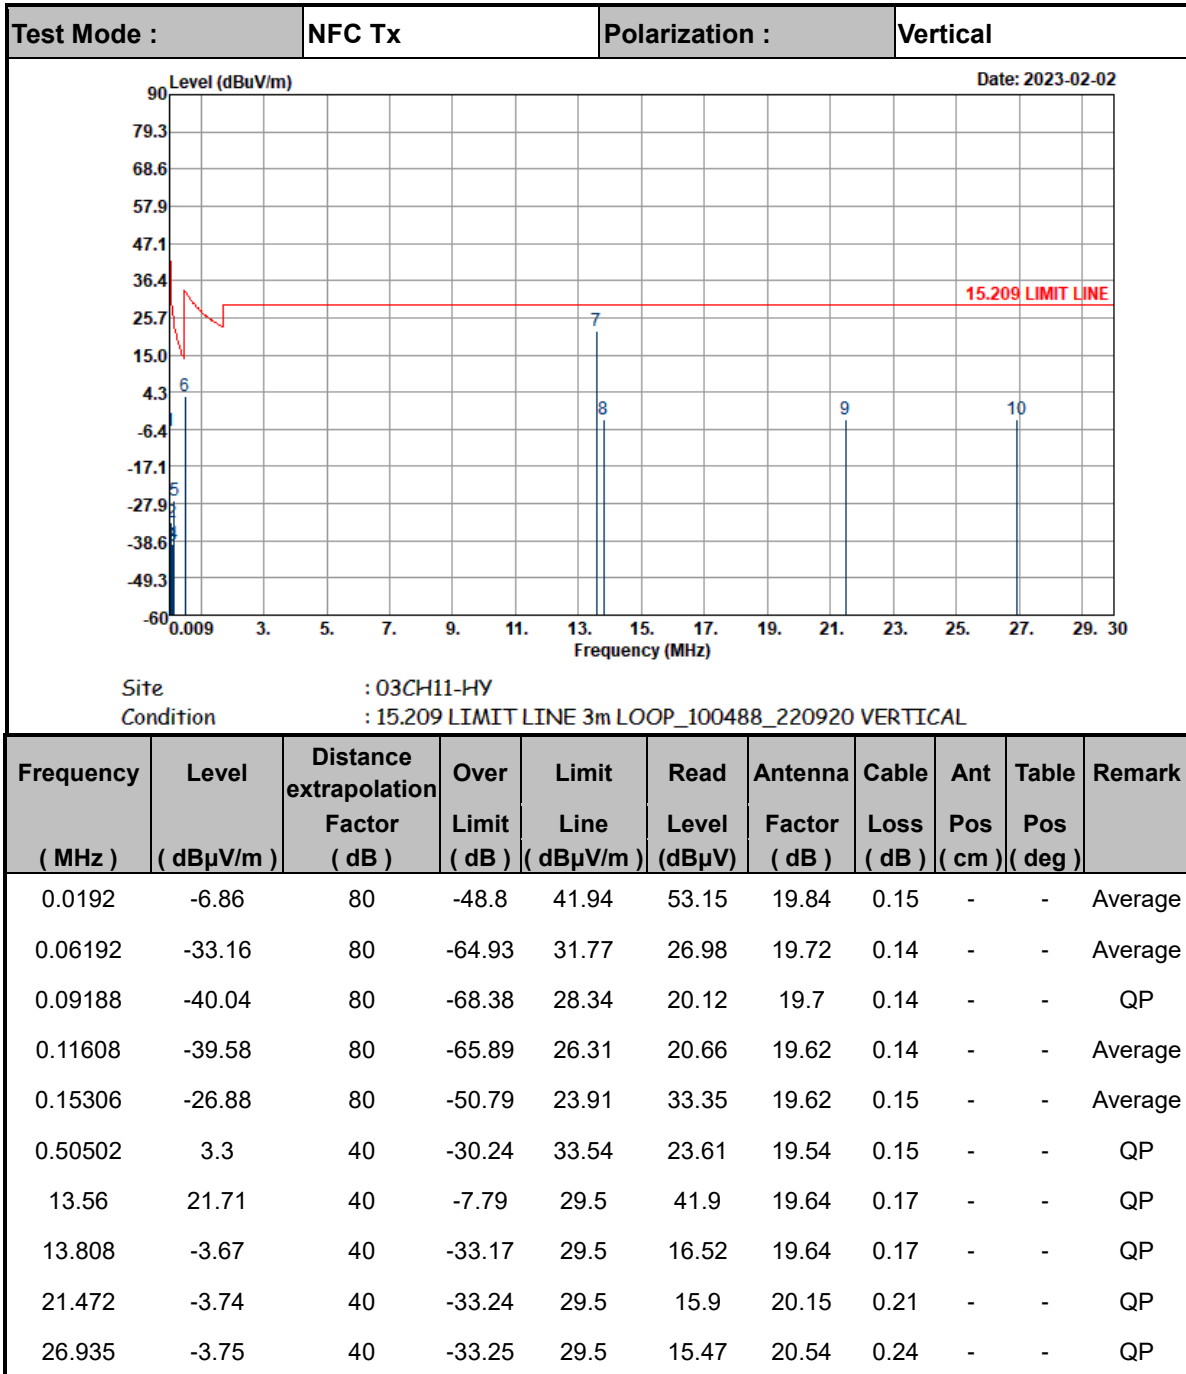 Test Mode : NFC Tx Polarization : Vertical
Level (dBuV/m) Date: 2023-02-02
90
79.3
68.6
57.9
47.1
36.4
15.209 LIMIT LINE
25.7
7
15.0
4.3
6
8 9 10
-6.4
-17.1
5
-27.9
2
4
-38.6
-49.3
-60
0.009 3. 5. 7. 9. 11. 13. 15. 17. 19. 21. 23. 25. 27. 29. 30
Frequency (MHz)
Site : 03CH11-HY
Condition : 15.209 LIMIT LINE 3m LOOP_100488_220920 VERTICAL
Frequency Level Distance extrapolation Over Limit Read Antenna Cable Ant Table Remark
Factor Limit Line Level Factor Loss Pos Pos
( MHz ) ( dBµV/m ) ( dB ) ( dB ) ( dBµV/m ) (dBµV) ( dB ) ( dB ) ( cm ) ( deg )
0.0192 -6.86 80 -48.8 41.94 53.15 19.84 0.15 - - Average
0.06192 -33.16 80 -64.93 31.77 26.98 19.72 0.14 - - Average
0.09188 -40.04 80 -68.38 28.34 20.12 19.7 0.14 - - QP
0.11608 -39.58 80 -65.89 26.31 20.66 19.62 0.14 - - Average
0.15306 -26.88 80 -50.79 23.91 33.35 19.62 0.15 - - Average
0.50502 3.3 40 -30.24 33.54 23.61 19.54 0.15 - - QP
13.56 21.71 40 -7.79 29.5 41.9 19.64 0.17 - - QP
13.808 -3.67 40 -33.17 29.5 16.52 19.64 0.17 - - QP
21.472 -3.74 40 -33.24 29.5 15.9 20.15 0.21 - - QP
26.935 -3.75 40 -33.25 29.5 15.47 20.54 0.24 - - QP